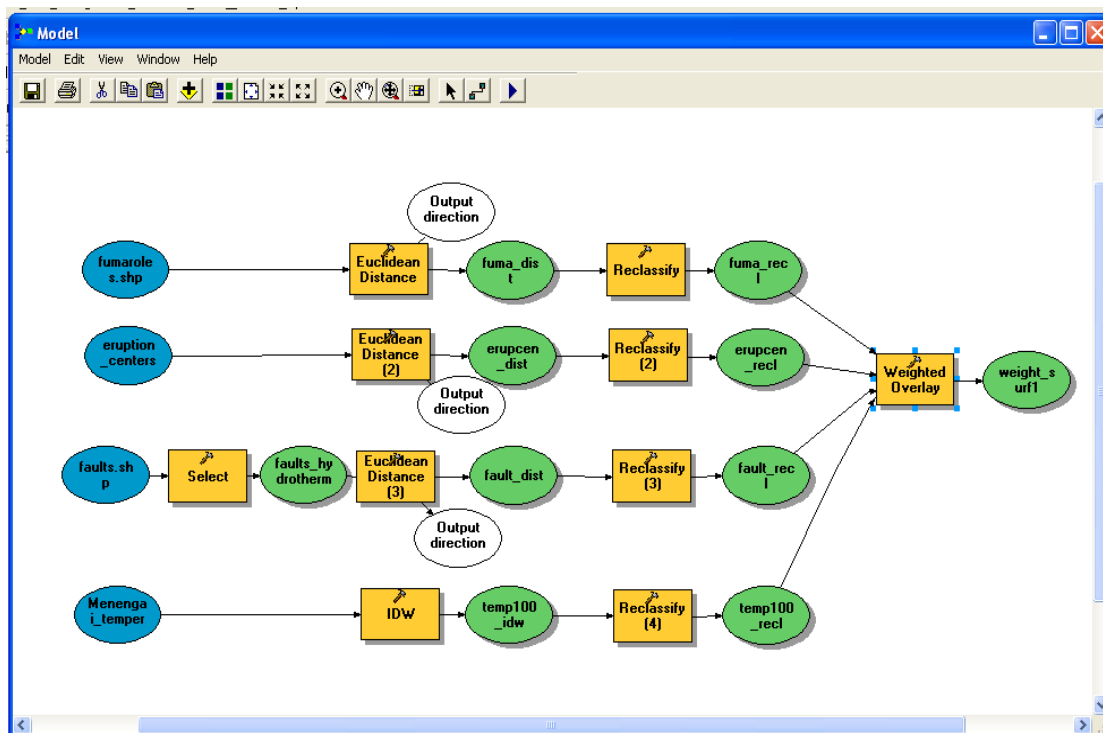 Model
Model Edit View Window Help
Output
direction
fumarole
s.shp
Euclidean
Distance
fuma_dis
t
Reclassify
fuma_rec
l
eruption
_centers
Euclidean
Distance
(2)
erupcen
_dist
Reclassify
(2)
erupcen
_recl
Weighted
Overlay
weight_s
urf1
Output
direction
faults.sh
p
Select
faults_hy
drotherm
Euclidean
Distance
(3)
fault_dist
Reclassify
(3)
fault_rec
l
Output
direction
Menenga
i_temper
IDW
temp100
_idw
Reclassify
(4)
temp100
_recl